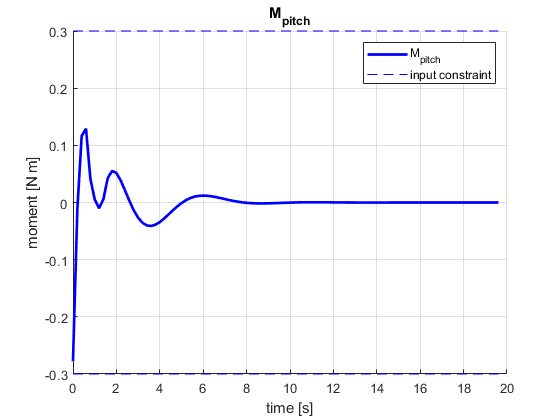 M_pitch
0.3
0.2
0.1
0
-0.1
-0.2
-0.3
moment [N m]
M_pitch
input constraint
0 2 4 6 8 10 12 14 16 18 20
time [s]